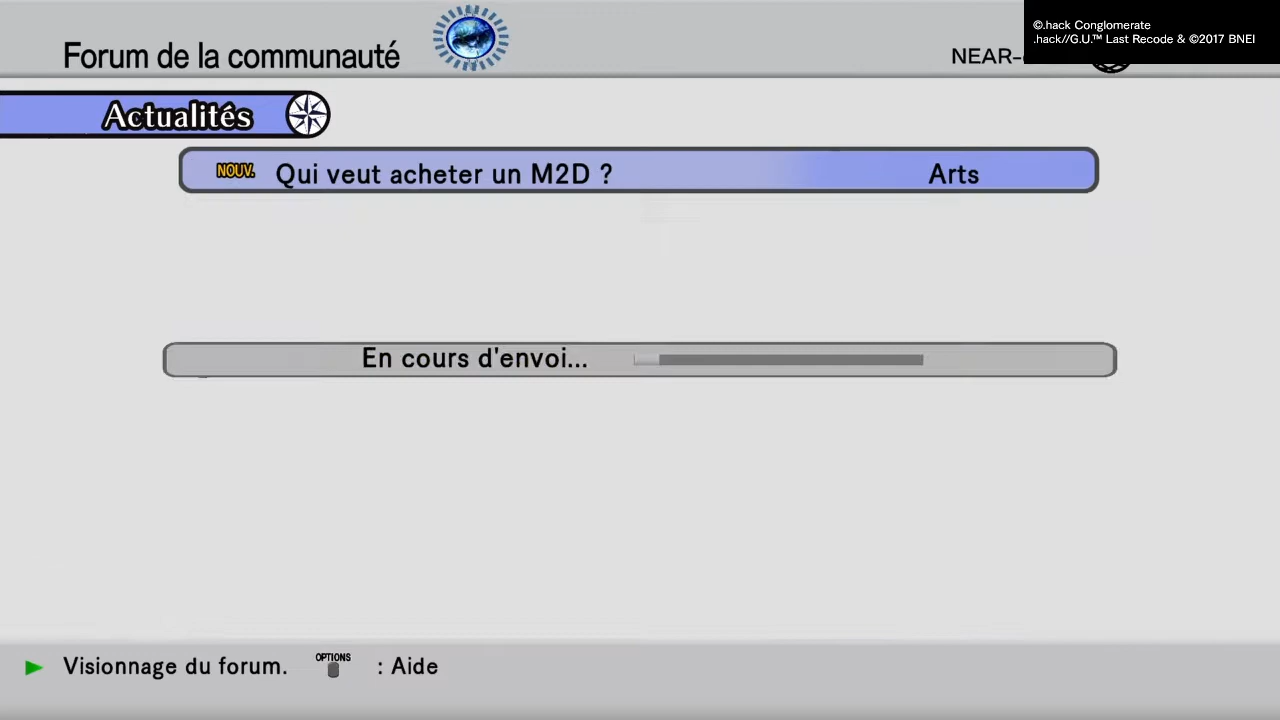 ©.hack Conglomerate
.hack//G.U.™ Last Recode & ©2017 BNEI
Forum de la communauté
NEAR-
Actualités
NOUV. Qui veut acheter un M2D ? Arts
En cours d'envoi...
Visionnage du forum. OPTIONS : Aide